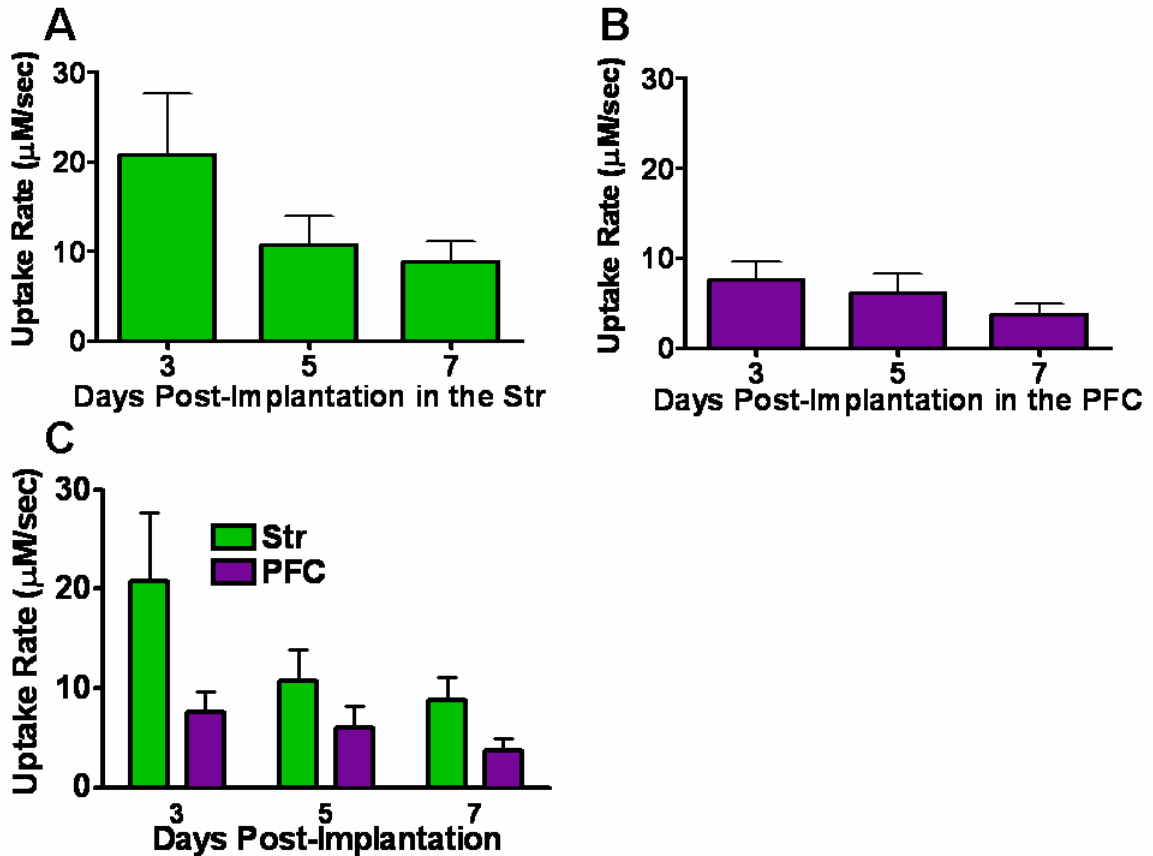 A
Uptake Rate (μM/sec)
30
20
10
0
3 5 7
Days Post-Implantation in the Str
B
Uptake Rate (μM/sec)
30
20
10
0
3 5 7
Days Post-Implantation in the PFC
C
Uptake Rate (μM/sec)
30
20
10
0
Str
PFC
3 5 7
Days Post-Implantation